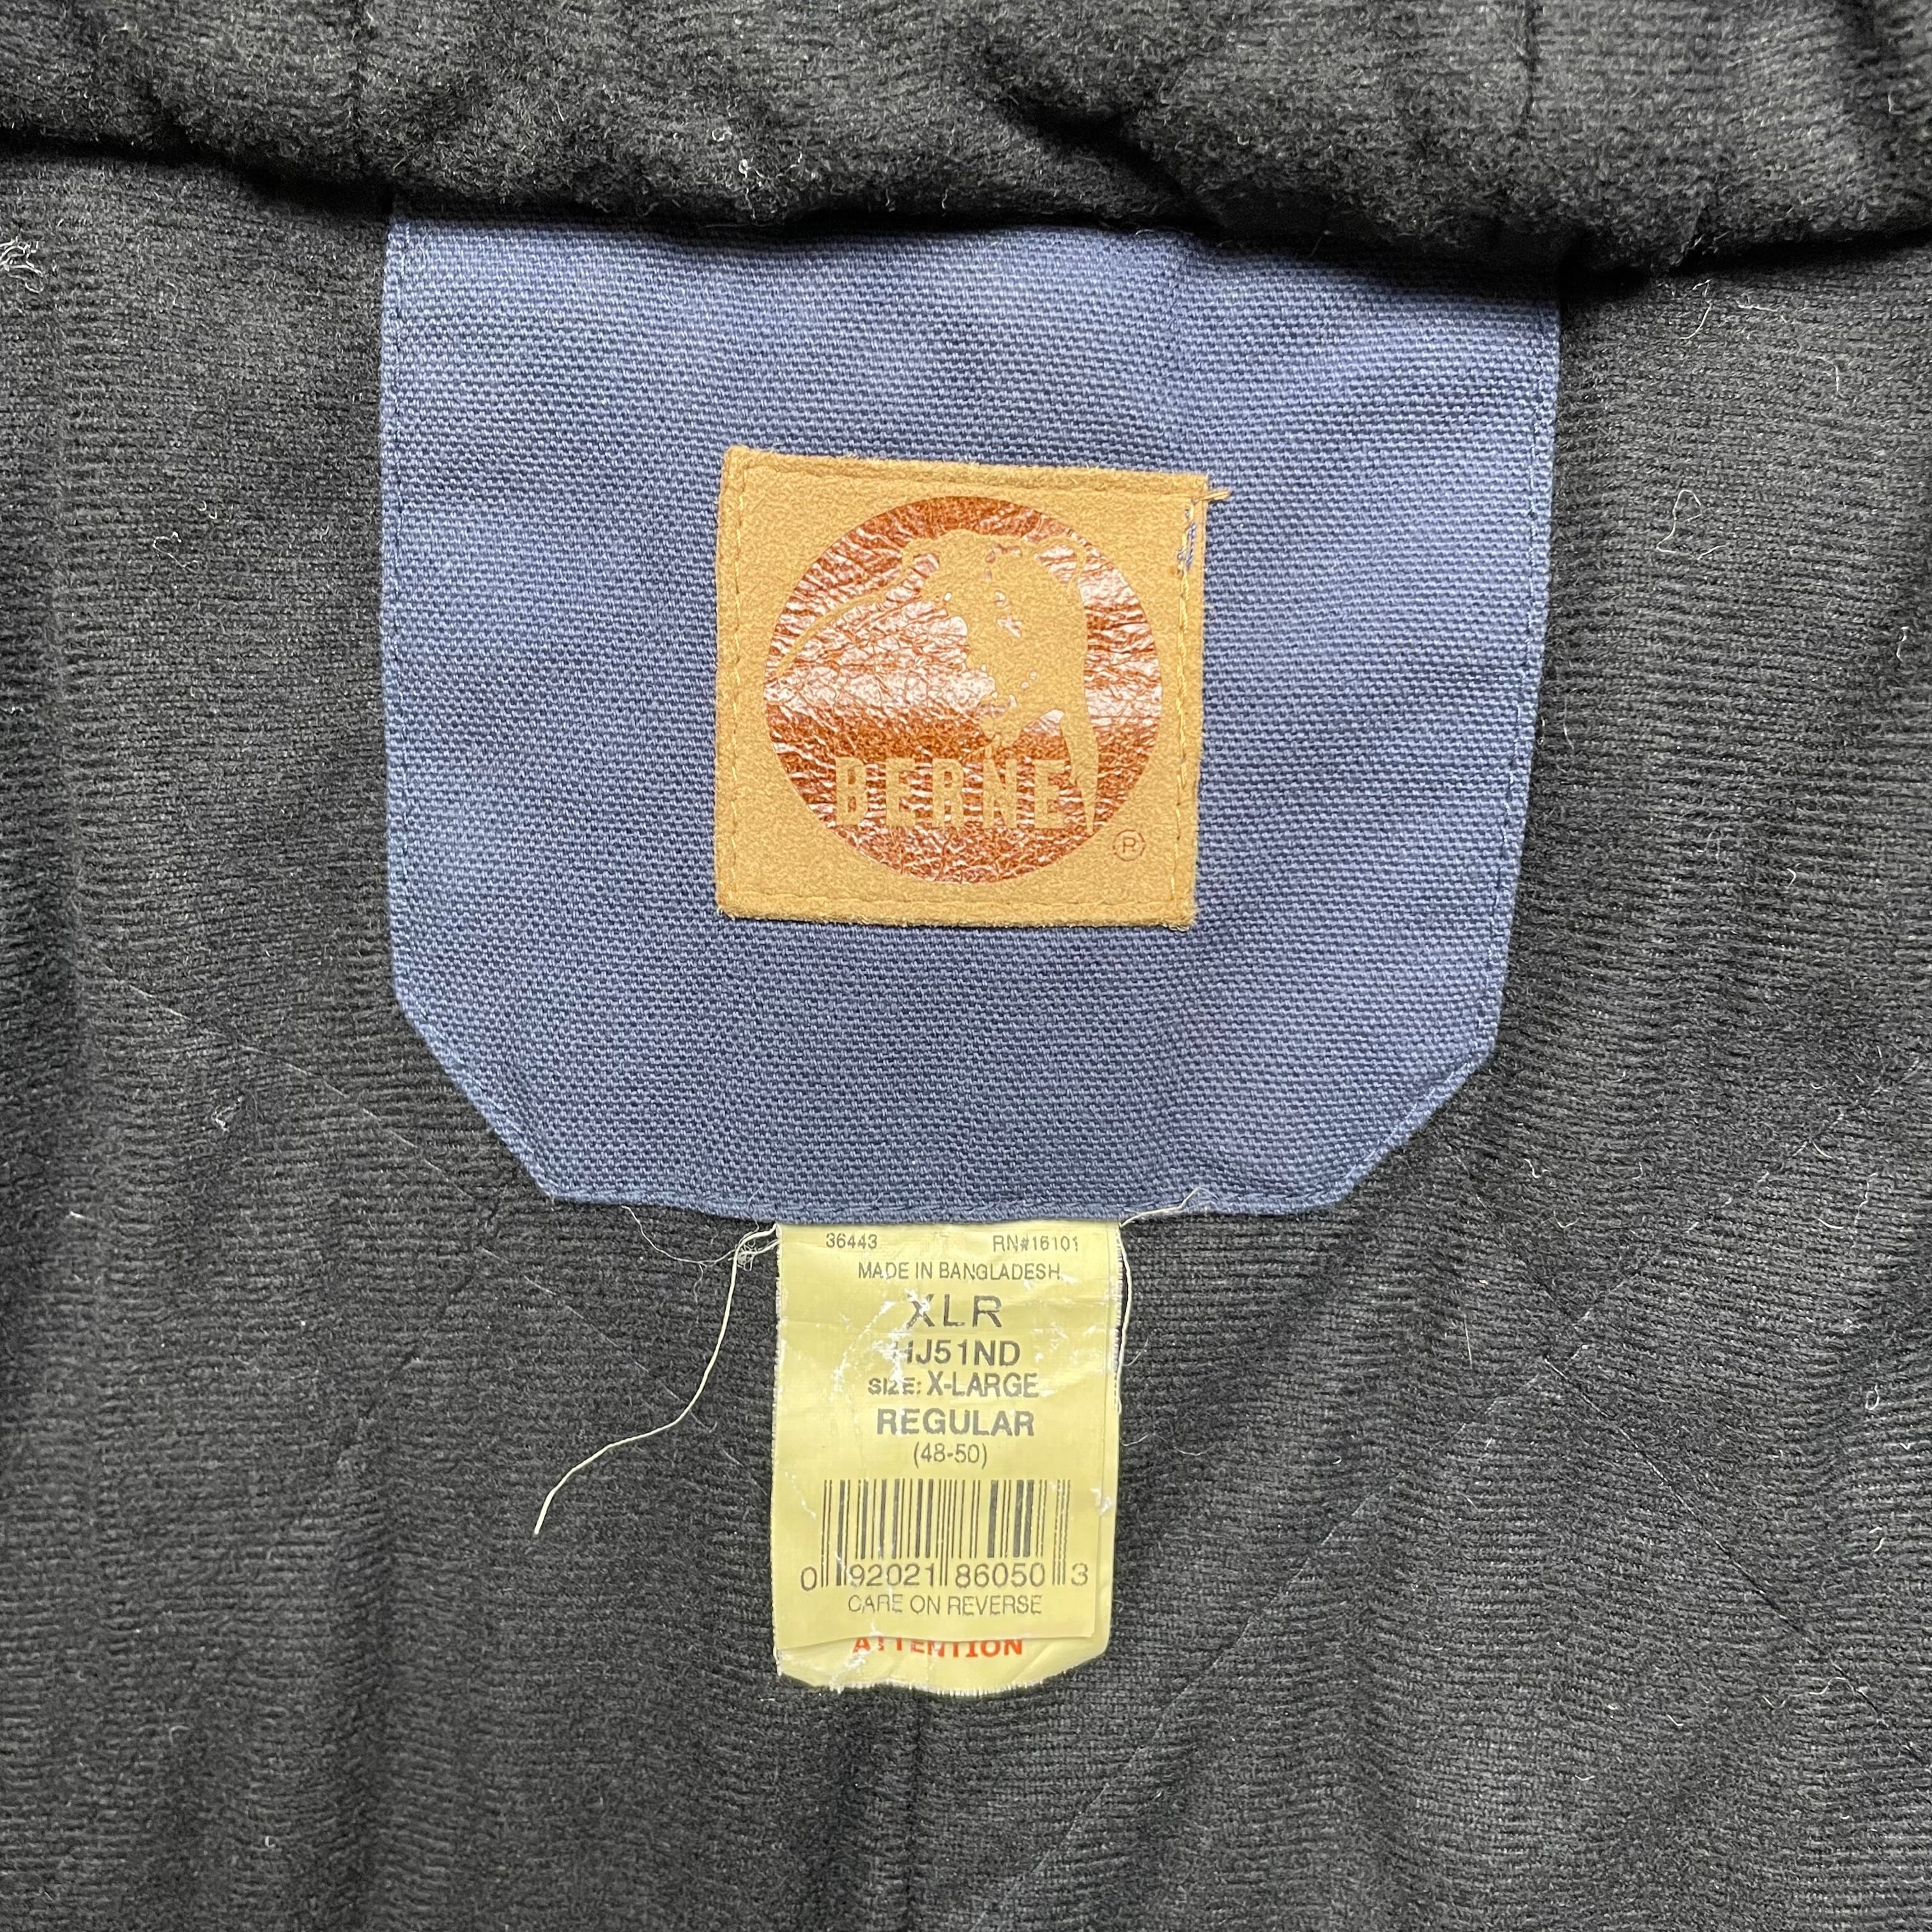 BERNE
®
36443 RN#16101
MADE IN BANGLADESH
XLR
HJ51ND
SIZE: X-LARGE
REGULAR
(48-50)
0 92021 86050 3
CARE ON REVERSE
ATTENTION